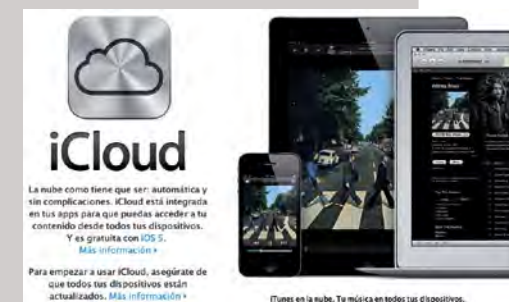 iCloud
La nube como tiene que ser: automática y
sin complicaciones. iCloud está integrada
en tus apps para que puedas acceder a tu
contenido desde todos tus dispositivos.
Y es gratuita con iOS 5.
Más información ›
Para empezar a usar iCloud, asegúrate de
que todos tus dispositivos están
actualizados. Más información ›
iTunes en la nube. Tu música en todos tus dispositivos.